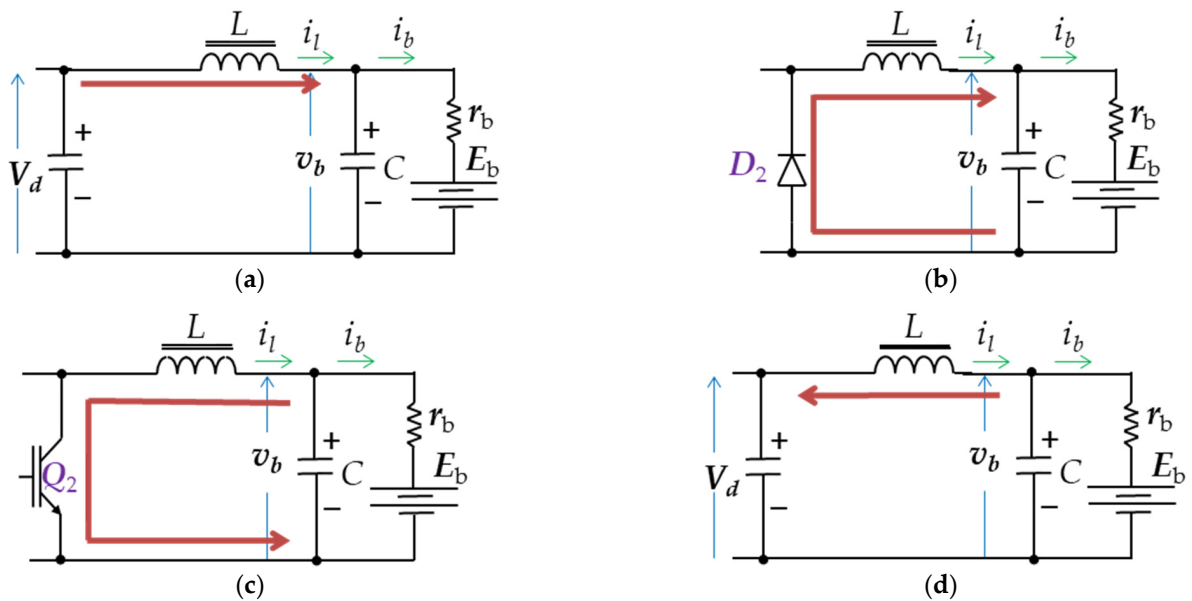 L i_l i_b
+ r_b
V_d v_b + C E_b
− −
(a)
L i_l i_b
+ r_b
D_2 v_b C E_b
−
(b)
L i_l i_b
r_b
Q_2 v_b + C E_b
−
(c)
L i_l i_b
+ + r_b
V_d v_b C E_b
− −
(d)